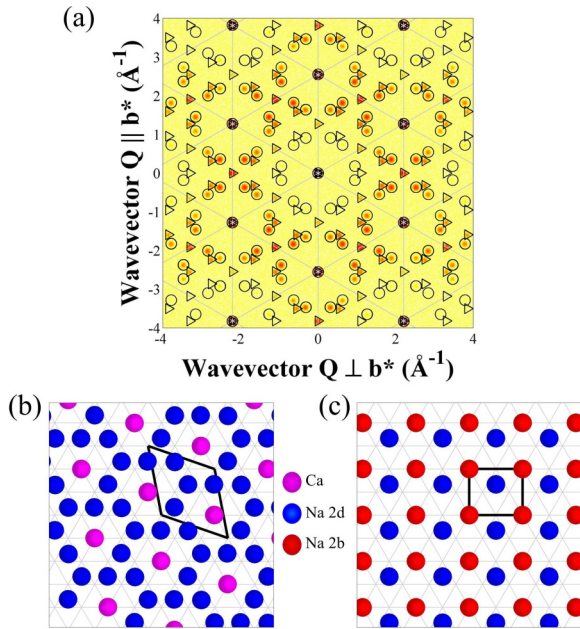 (a)
Wavevector Q || b* (Å⁻¹)
4
3
2
1
0
-1
-2
-3
-4
-4 -2 0 2 4
Wavevector Q ⊥ b* (Å⁻¹)
(b)
(c)
Ca
Na 2d
Na 2b